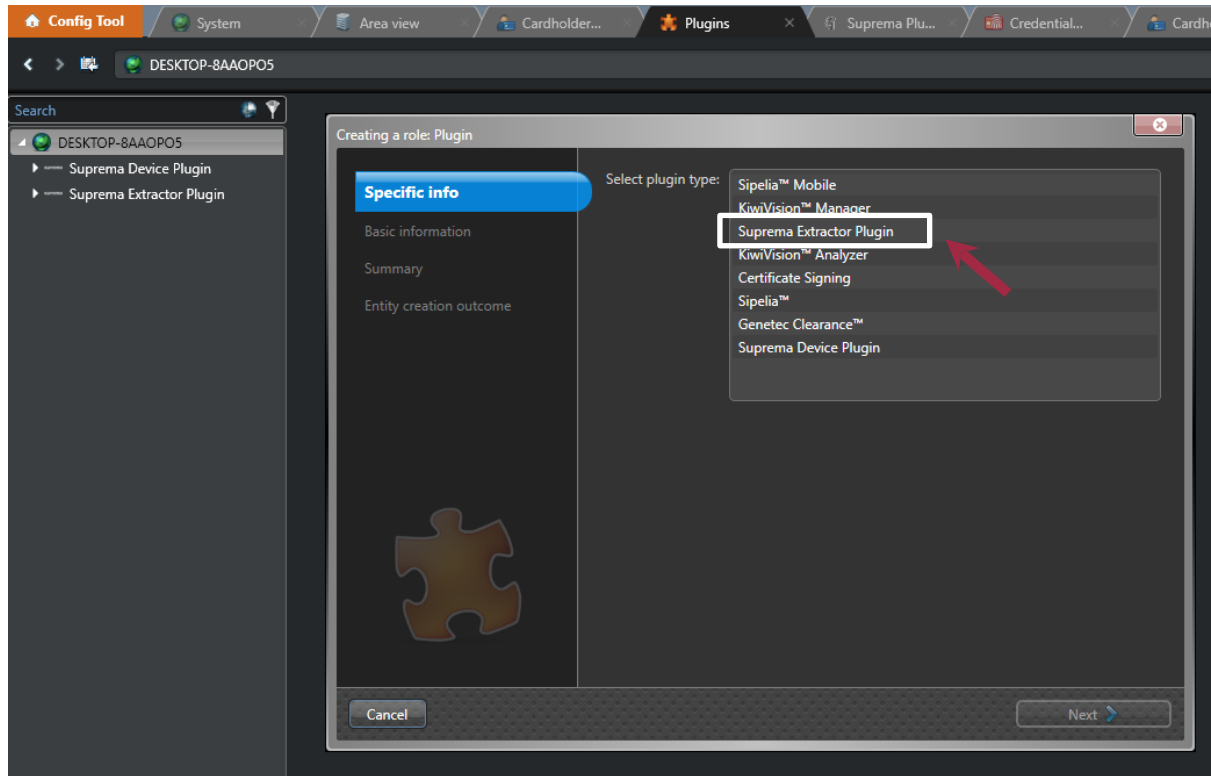 Config Tool
System
Area view
Cardholder...
Plugins
Suprema Plu...
Credential...
Cardh
DESKTOP-8AAOPO5
Search
DESKTOP-8AAOPO5
Suprema Device Plugin
Suprema Extractor Plugin
Creating a role: Plugin
Specific info
Basic information
Summary
Entity creation outcome
Select plugin type:
Sipelia™ Mobile
KiwiVision™ Manager
Suprema Extractor Plugin
KiwiVision™ Analyzer
Certificate Signing
Sipelia™
Genetec Clearance™
Suprema Device Plugin
Cancel
Next